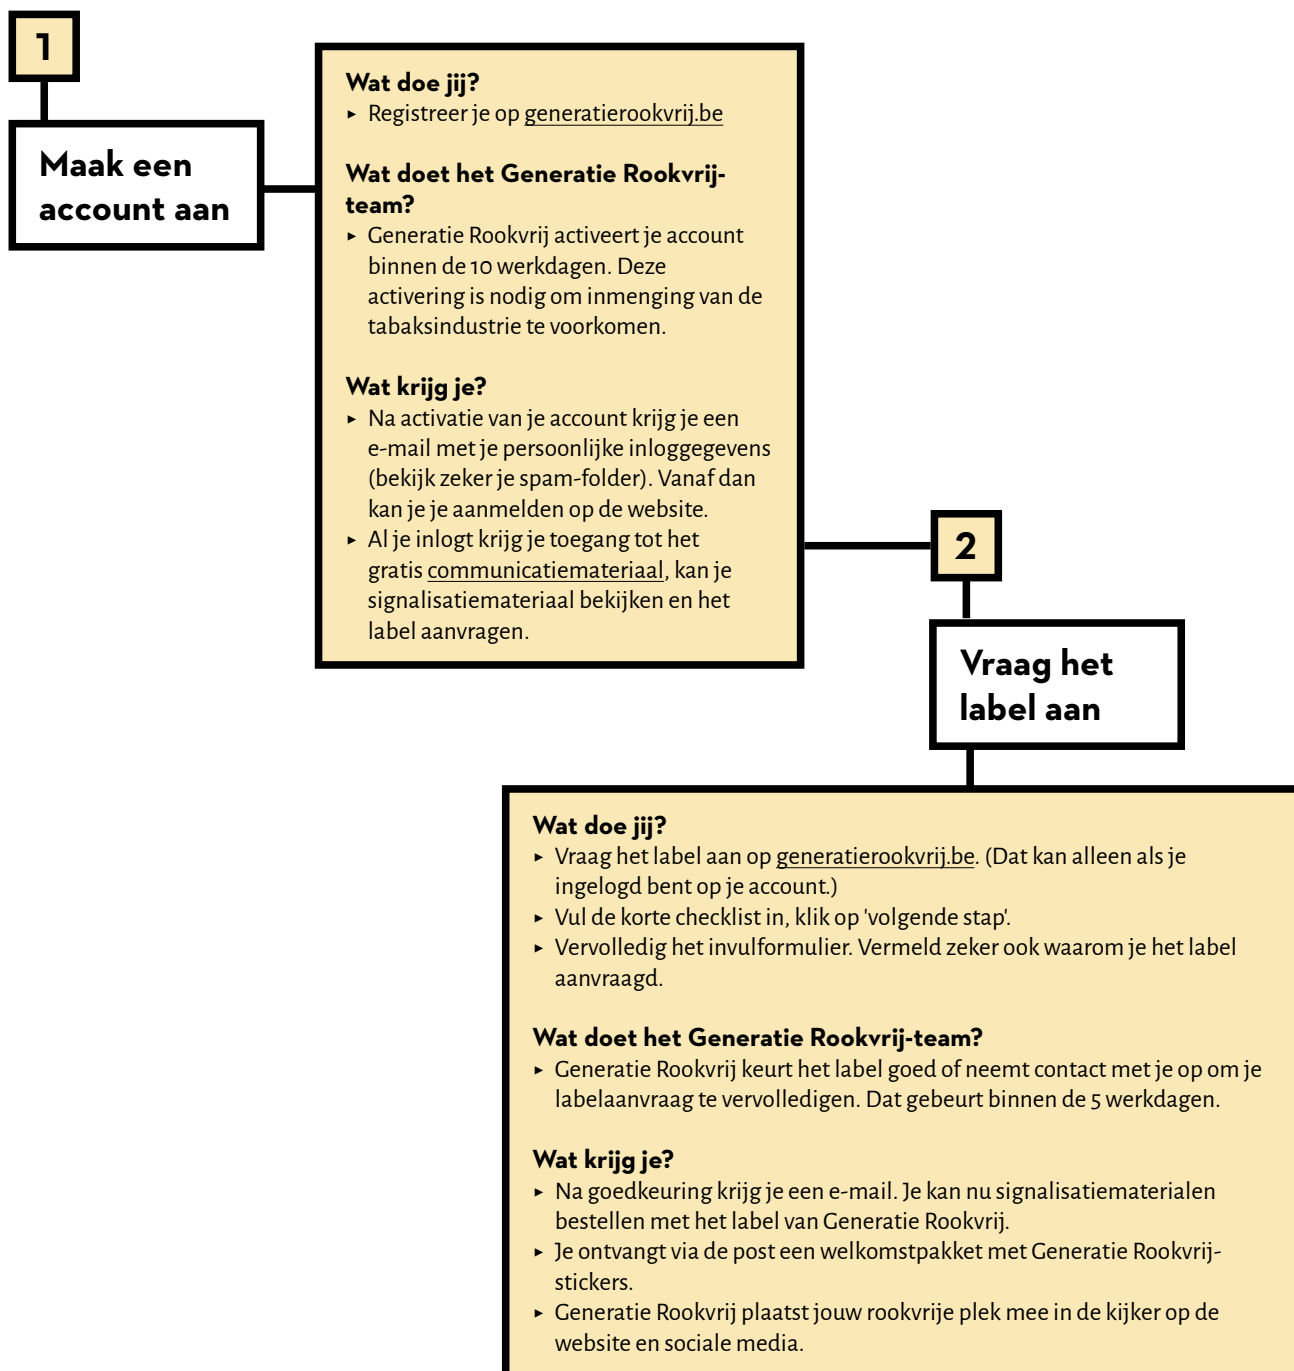 1
Maak een
account aan
Wat doe jij?
▸ Registreer je op generatierookvrij.be
Wat doet het Generatie Rookvrij-
team?
▸ Generatie Rookvrij activeert je account
binnen de 10 werkdagen. Deze
activering is nodig om inmenging van de
tabaksindustrie te voorkomen.
Wat krijg je?
▸ Na activatie van je account krijg je een
e-mail met je persoonlijke inloggegevens
(bekijk zeker je spam-folder). Vanaf dan
kan je je aanmelden op de website.
▸ Al je inlogt krijg je toegang tot het
gratis communicatiemateriaal, kan je
signalisatiemateriaal bekijken en het
label aanvragen.
2
Vraag het
label aan
Wat doe jij?
▸ Vraag het label aan op generatierookvrij.be. (Dat kan alleen als je
ingelogd bent op je account.)
▸ Vul de korte checklist in, klik op 'volgende stap'.
▸ Vervolledig het invulformulier. Vermeld zeker ook waarom je het label
aanvraagd.
Wat doet het Generatie Rookvrij-team?
▸ Generatie Rookvrij keurt het label goed of neemt contact met je op om je
labelaanvraag te vervolledigen. Dat gebeurt binnen de 5 werkdagen.
Wat krijg je?
▸ Na goedkeuring krijg je een e-mail. Je kan nu signalisatiematerialen
bestellen met het label van Generatie Rookvrij.
▸ Je ontvangt via de post een welkomstpakket met Generatie Rookvrij-
stickers.
▸ Generatie Rookvrij plaatst jouw rookvrije plek mee in de kijker op de
website en sociale media.